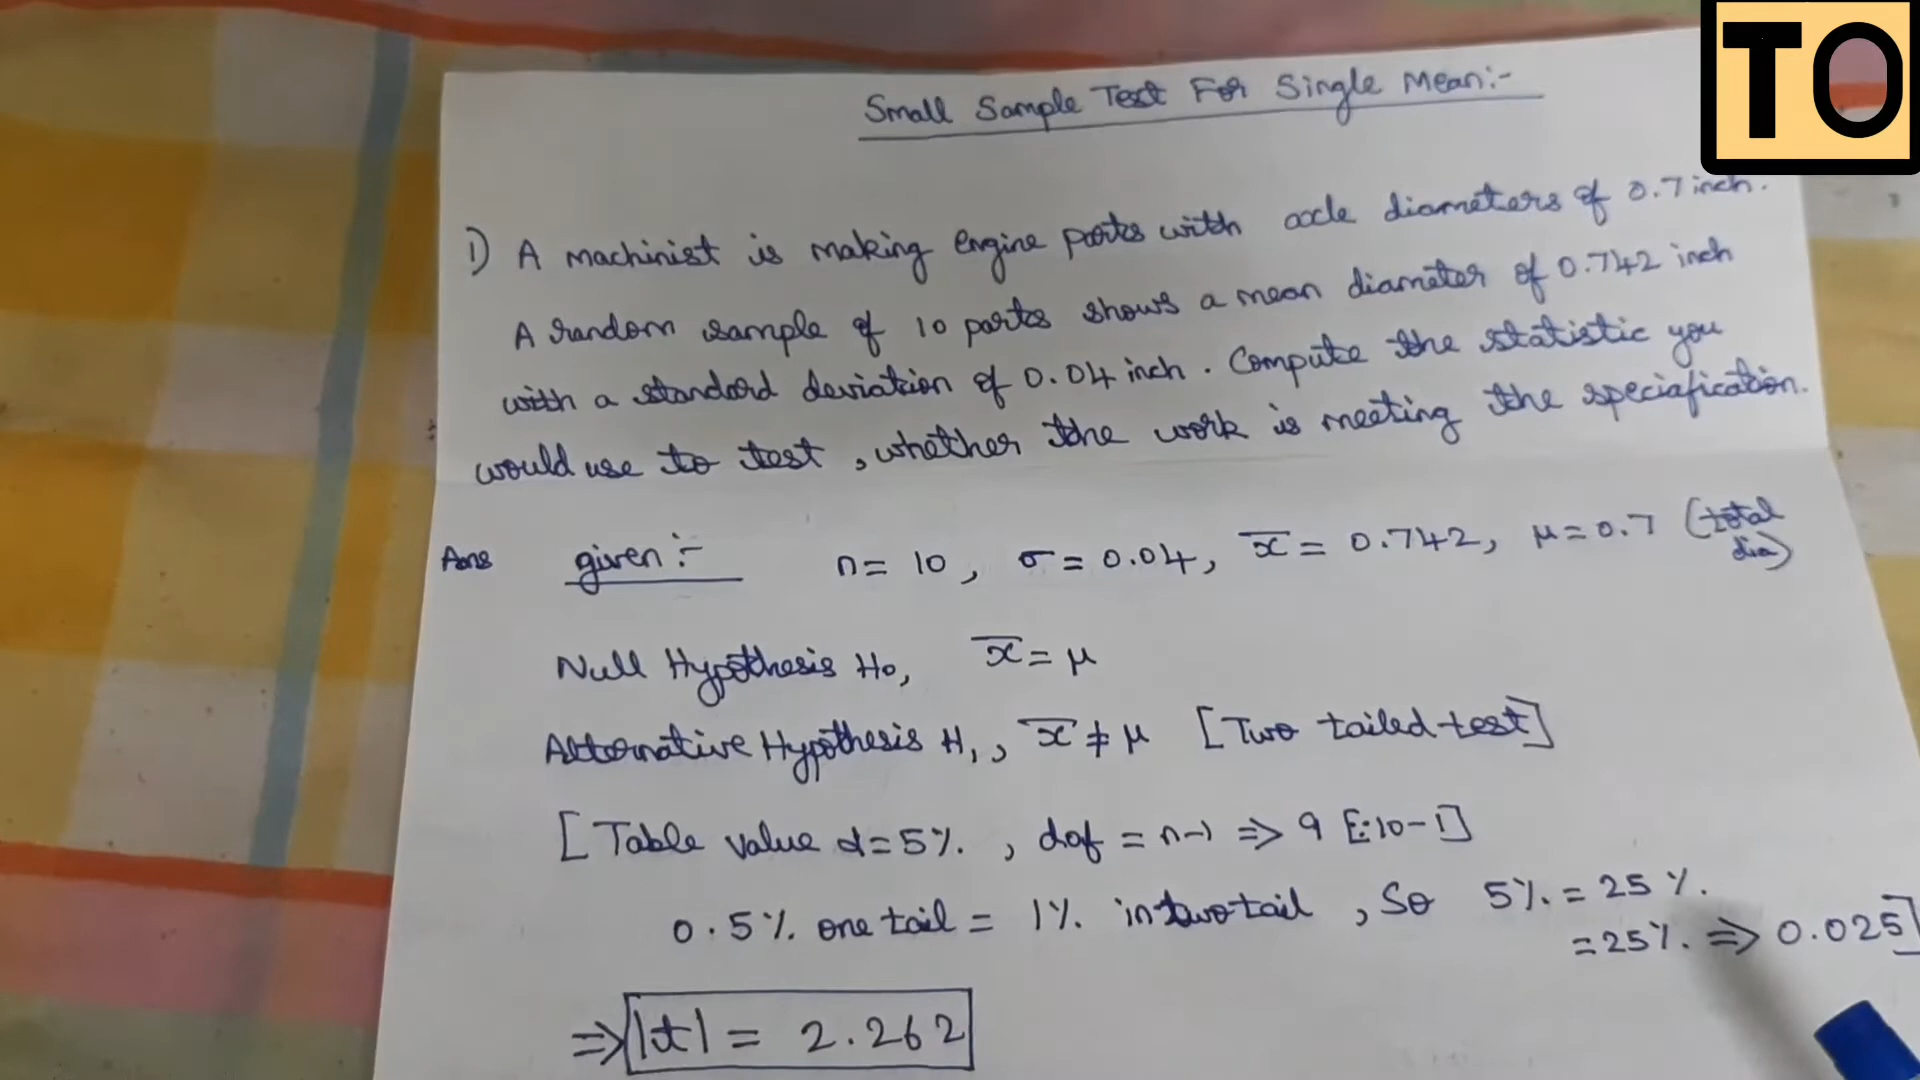 TO
Small Sample Test For Single Mean:-
1) A machinist is making engine parts with axle diameters of 0.7 inch.
A random sample of 10 parts shows a mean diameter of 0.742 inch
with a standard deviation of 0.04 inch. Compute the statistic you
would use to test, whether the work is meeting the speciafication.
Ans given:- n = 10, σ = 0.04, x̄ = 0.742, μ = 0.7 (total
dia)
Null Hypothesis H₀, x̄ = μ
Alternative Hypothesis H₁, x̄ ≠ μ [Two tailed test]
[Table value α = 5%, dof = n-1 => 9 [∵ 10-1]
0.5% one tail = 1% in two tail, So 5% = 25%.
= 25%. => 0.025]
=> |t| = 2.262